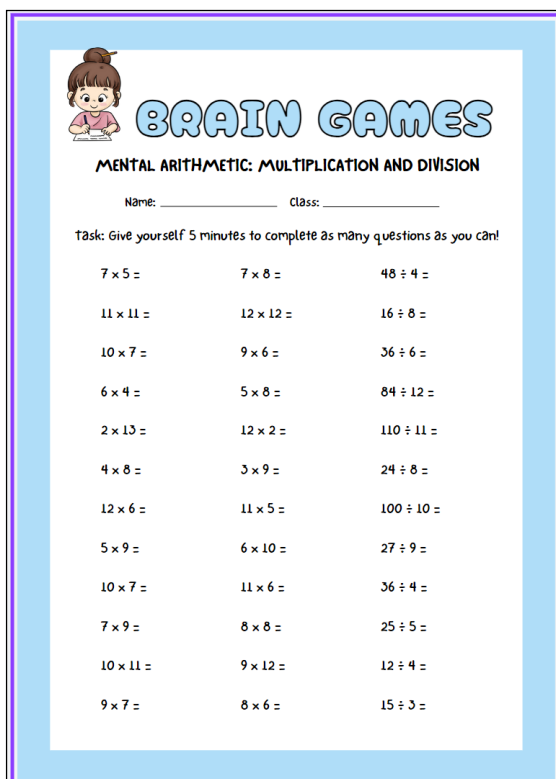 BRAIN GAMES
MENTAL ARITHMETIC: MULTIPLICATION AND DIVISION
Name: ____________________ Class: ____________________
Task: Give yourself 5 minutes to complete as many questions as you can!
7 x 5 = 7 x 8 = 48 ÷ 4 =
11 x 11 = 12 x 12 = 16 ÷ 8 =
10 x 7 = 9 x 6 = 36 ÷ 6 =
6 x 4 = 5 x 8 = 84 ÷ 12 =
2 x 13 = 12 x 2 = 110 ÷ 11 =
4 x 8 = 3 x 9 = 24 ÷ 8 =
12 x 6 = 11 x 5 = 100 ÷ 10 =
5 x 9 = 6 x 10 = 27 ÷ 9 =
10 x 7 = 11 x 6 = 36 ÷ 4 =
7 x 9 = 8 x 8 = 25 ÷ 5 =
10 x 11 = 9 x 12 = 12 ÷ 4 =
9 x 7 = 8 x 6 = 15 ÷ 3 =